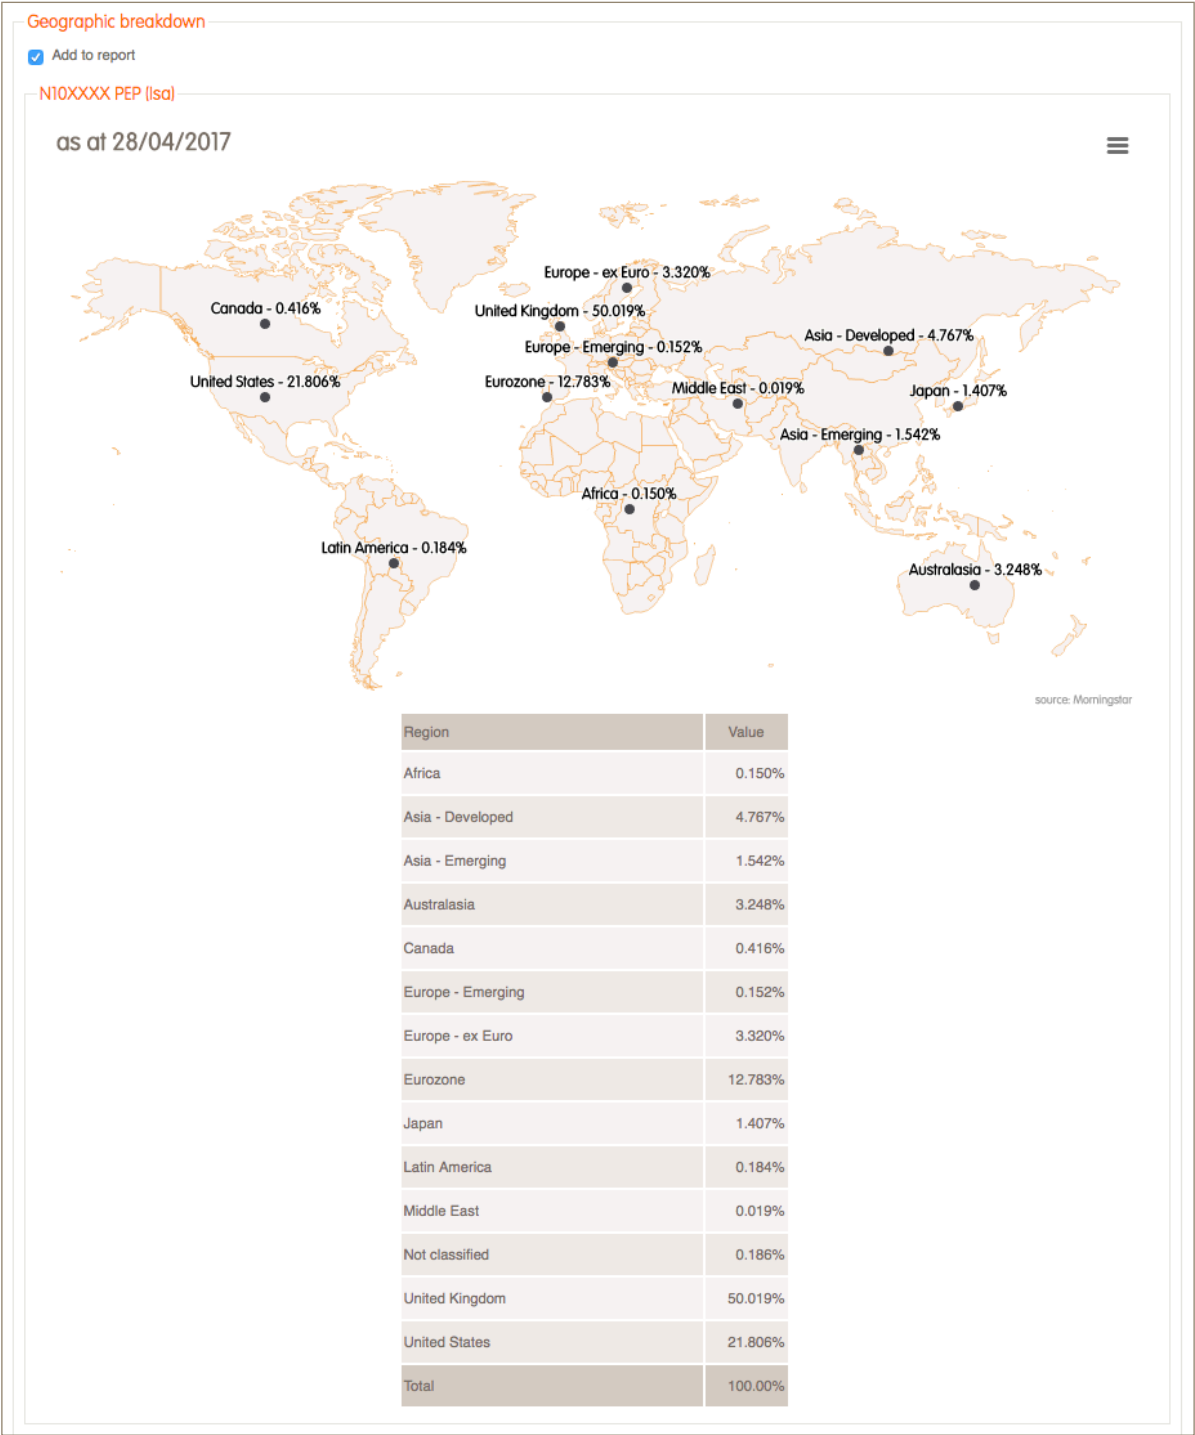 Geographic breakdown
Add to report
N10XXXX PEP (Isa)
as at 28/04/2017
Europe - ex Euro - 3.320%
Canada - 0.416%
United Kingdom - 50.019%
Asia - Developed - 4.767%
Europe - Emerging - 0.152%
United States - 21.806%
Eurozone - 12.783%
Middle East - 0.019%
Japan - 1.407%
Asia - Emerging - 1.542%
Africa - 0.150%
Latin America - 0.184%
Australasia - 3.248%
source: Morningstar
Region Value
Africa 0.150%
Asia - Developed 4.767%
Asia - Emerging 1.542%
Australasia 3.248%
Canada 0.416%
Europe - Emerging 0.152%
Europe - ex Euro 3.320%
Eurozone 12.783%
Japan 1.407%
Latin America 0.184%
Middle East 0.019%
Not classified 0.186%
United Kingdom 50.019%
United States 21.806%
Total 100.00%